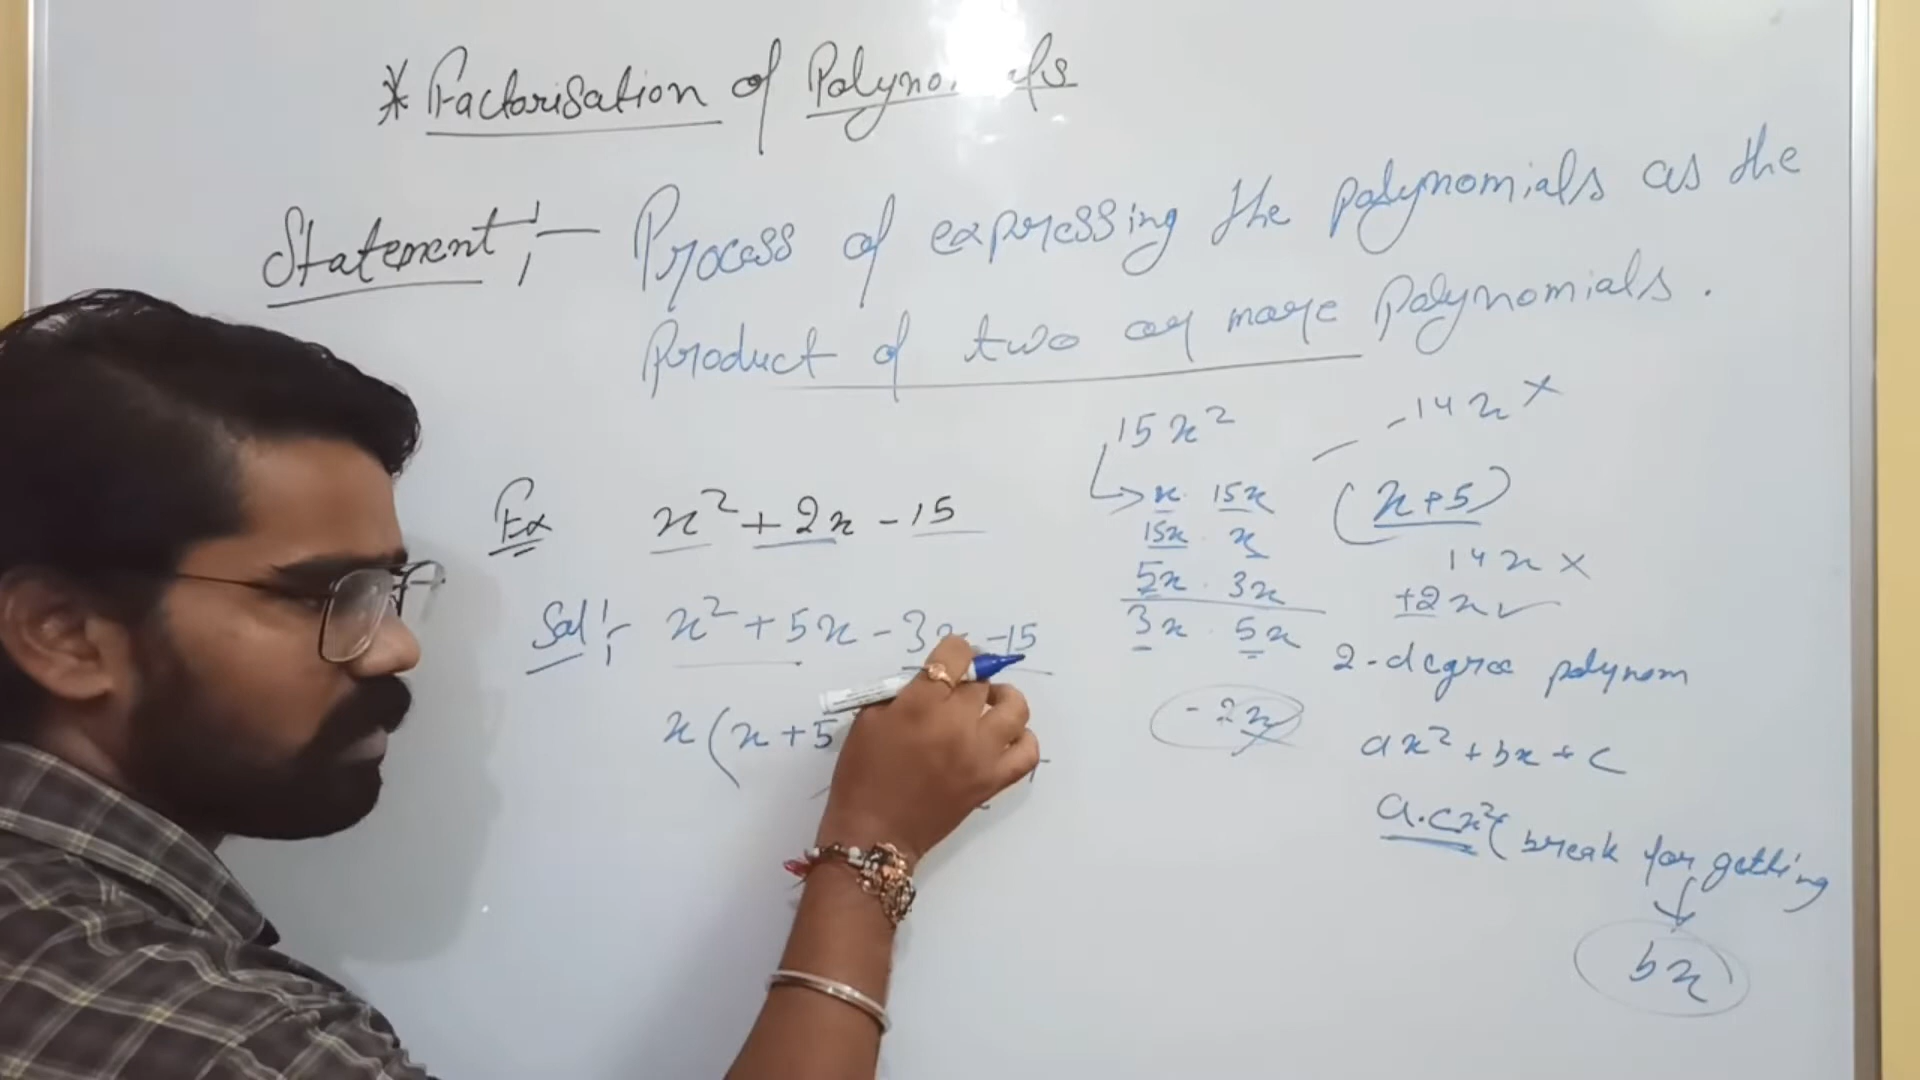 * Factorisation of Polynomials
Statement :- Process of expressing the polynomials as the
Product of two or more Polynomials.
Ex x² + 2x - 15
Sol :- x² + 5x - 3x - 15
x(x+5
15x²
x · 15x
15x · x
5x · 3x
3x · 5x
-2x
-14x ×
(x+5)
14x ×
+2x ✓
2-degree polynom
ax² + bx + c
a.cx² ( break for getting
bx